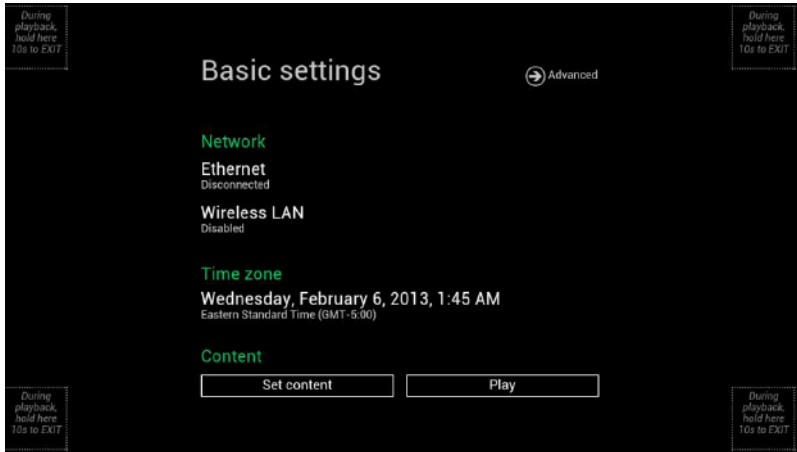 During
playback,
hold here
10s to EXIT
During
playback,
hold here
10s to EXIT
Basic settings
Advanced
Network
Ethernet
Disconnected
Wireless LAN
Disabled
Time zone
Wednesday, February 6, 2013, 1:45 AM
Eastern Standard Time (GMT-5:00)
Content
Set content
Play
During
playback,
hold here
10s to EXIT
During
playback,
hold here
10s to EXIT